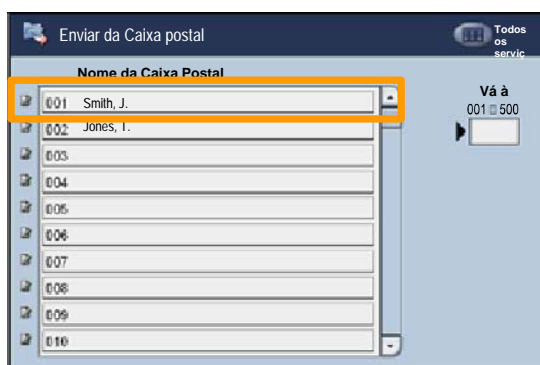 Enviar da Caixa postal
Todos
os
serviç
Nome da Caixa Postal
001 Smith, J.
002 Jones, T.
003
004
005
006
007
008
009
010
Vá à
001 □ 500